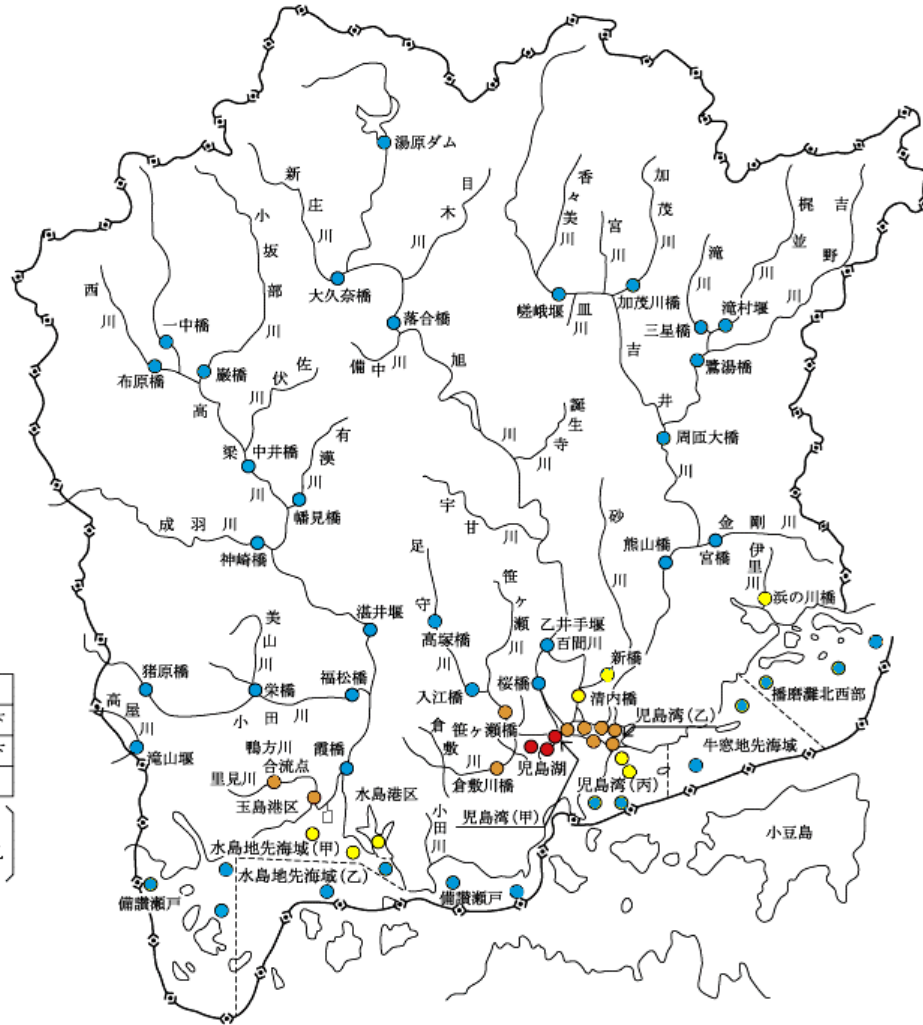 湯原ダム
新庄川
目木川
香々美川
宮川
加茂川
梶並川
吉野川
滝川
小坂部川
西川
大久奈橋
嵯峨堰
皿川
加茂川橋
滝村堰
三星橋
鷺湯橋
落合橋
備中川
旭川
一中橋
布原橋
巌橋
佐伏川
高梁川
中井橋
有漢川
幡見橋
誕生寺川
吉井川
周匝大橋
成羽川
神崎橋
宇甘川
砂川
熊山橋
金剛川
宮橋
伊里川
浜の川橋
足守川
高塚橋
笹ヶ瀬川
湛井堰
美山川
猪原橋
栄橋
福松橋
小田川
高屋川
滝山堰
入江橋
乙井手堰
百間川
新橋
桜橋
清内橋
笹ヶ瀬橋
倉敷川
倉敷川橋
児島湖
児島湾(乙)
児島湾(丙)
児島湾(甲)
播磨灘北西部
牛窓地先海域
小豆島
鴨方川
合流点
里見川
霞橋
玉島港区
水島港区
小田川
水島地先海域(甲)
水島地先海域(乙)
備讃瀬戸
備讃瀬戸